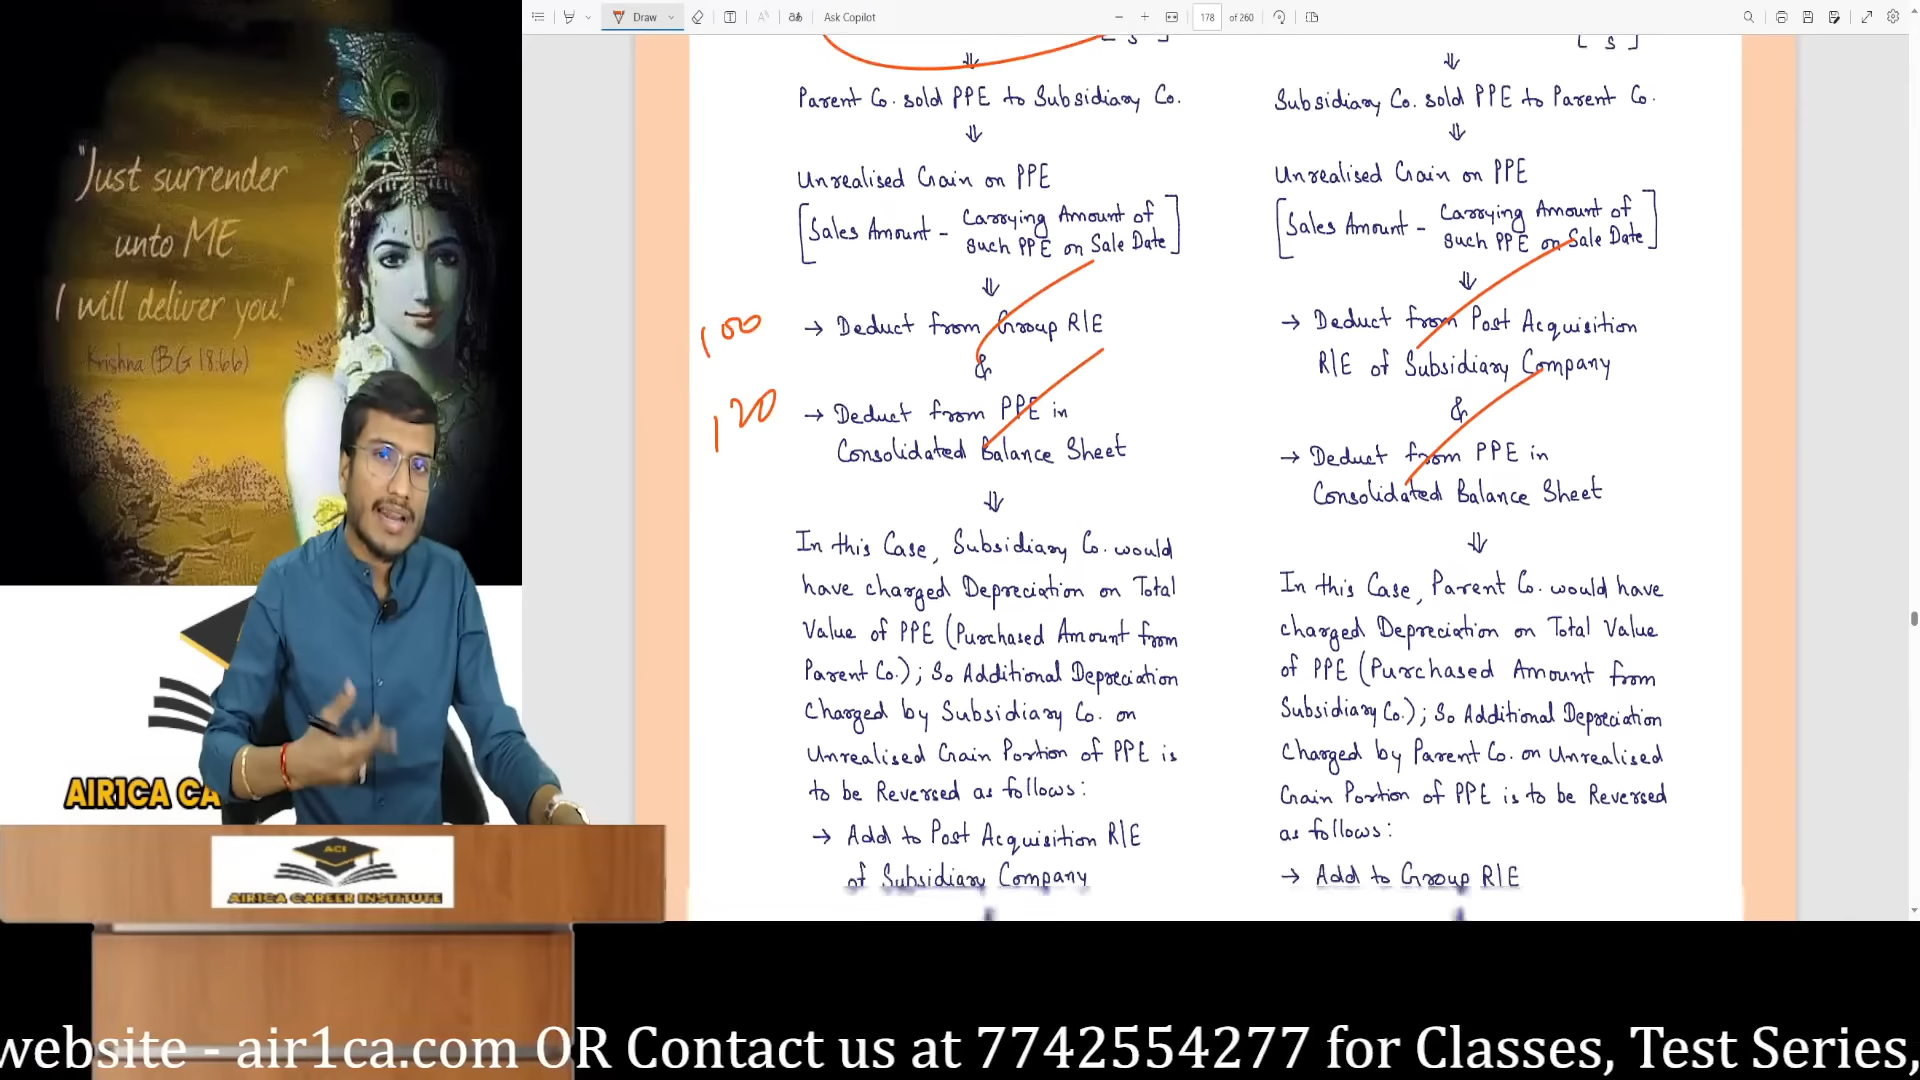 "Just surrender
unto ME
I will deliver you!"
Krishna (B.G 18:66)
AIR1CA CA
ACI
AIR1CA CAREER INSTITUTE
Draw
Ask Copilot
178 of 260
[ S ]
⇓
Parent Co. sold PPE to Subsidiary Co.
⇓
Unrealised Gain on PPE
[Sales Amount - Carrying Amount of
such PPE on Sale Date]
⇓
100
→ Deduct from Group R/E
&
120
→ Deduct from PPE in
Consolidated Balance Sheet
⇓
In this Case, Subsidiary Co. would
have charged Depreciation on Total
Value of PPE (Purchased Amount from
Parent Co.); So Additional Depreciation
Charged by Subsidiary Co. on
Unrealised Gain Portion of PPE is
to be Reversed as follows:
→ Add to Post Acquisition R/E
of Subsidiary Company
[ S ]
⇓
Subsidiary Co. sold PPE to Parent Co.
⇓
Unrealised Gain on PPE
[Sales Amount - Carrying Amount of
such PPE on Sale Date]
⇓
→ Deduct from Post Acquisition
R/E of Subsidiary Company
&
→ Deduct from PPE in
Consolidated Balance Sheet
⇓
In this Case, Parent Co. would have
charged Depreciation on Total Value
of PPE (Purchased Amount from
Subsidiary Co.); So Additional Depreciation
Charged by Parent Co. on Unrealised
Gain Portion of PPE is to be Reversed
as follows:
→ Add to Group R/E
website - air1ca.com OR Contact us at 7742554277 for Classes, Test Series,